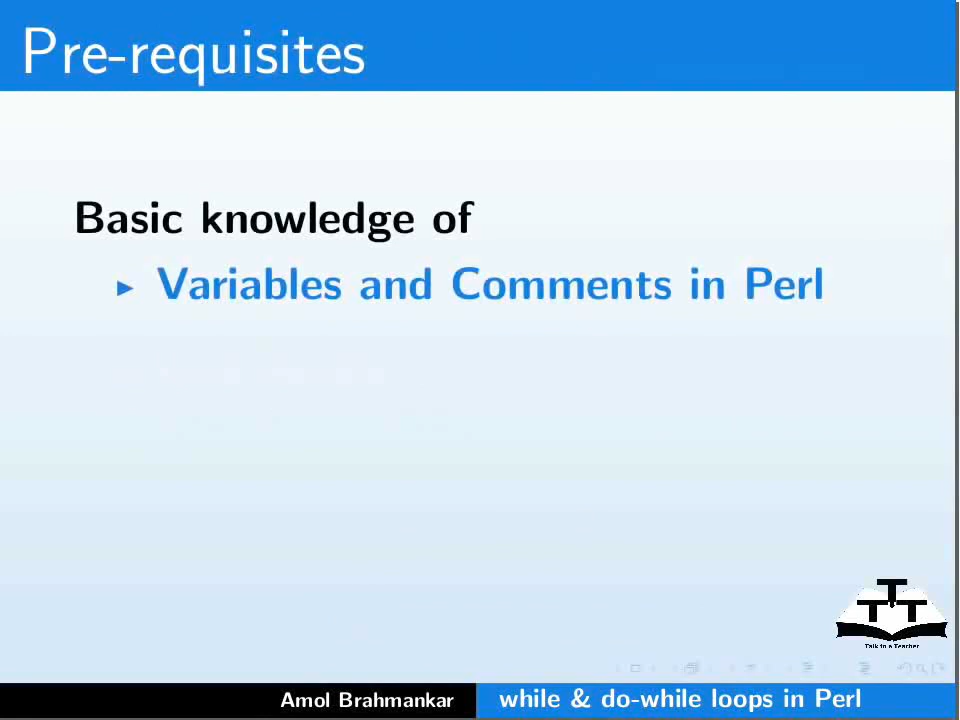 Pre-requisites
Basic knowledge of
Variables and Comments in Perl
TTT
Talk to a Teacher
Amol Brahmankar
while & do-while loops in Perl